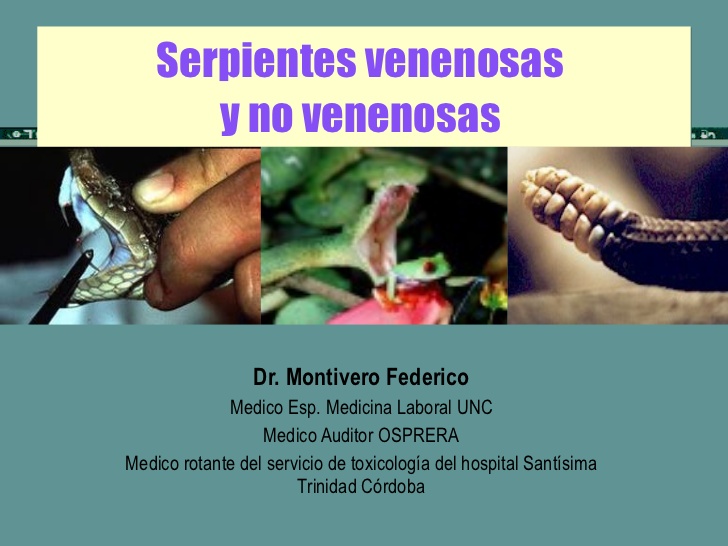 Serpientes venenosas
y no venenosas
Dr. Montivero Federico
Medico Esp. Medicina Laboral UNC
Medico Auditor OSPRERA
Medico rotante del servicio de toxicología del hospital Santísima
Trinidad Córdoba